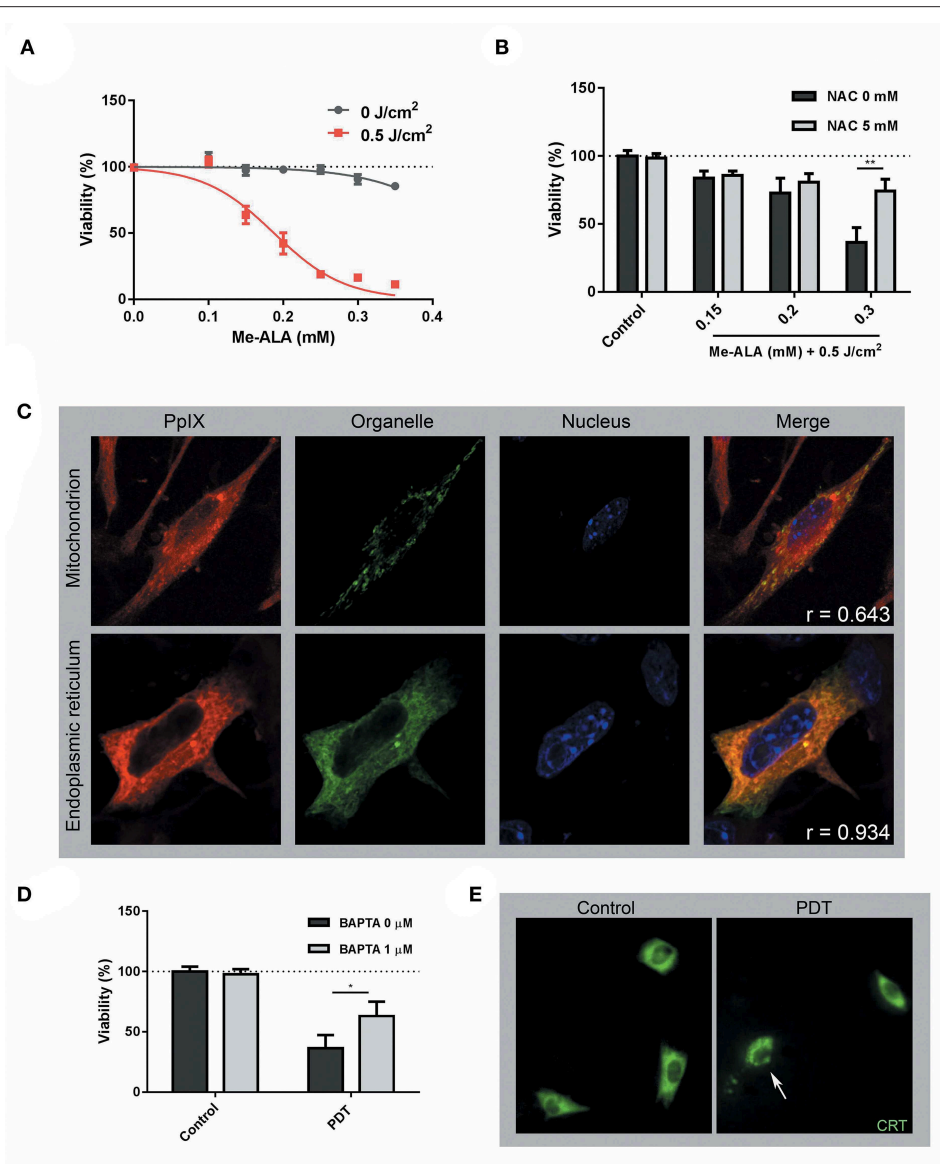 A
150
100
50
0
Viability (%)
0.0 0.1 0.2 0.3 0.4
Me-ALA (mM)
0 J/cm²
0.5 J/cm²
B
150
100
50
0
Viability (%)
NAC 0 mM
NAC 5 mM
**
Control 0.15 0.2 0.3
Me-ALA (mM) + 0.5 J/cm²
C
PpIX Organelle Nucleus Merge
Mitochondrion
r = 0.643
Endoplasmic reticulum
r = 0.934
D
150
100
50
0
Viability (%)
BAPTA 0 μM
BAPTA 1 μM
*
Control PDT
E
Control PDT
CRT